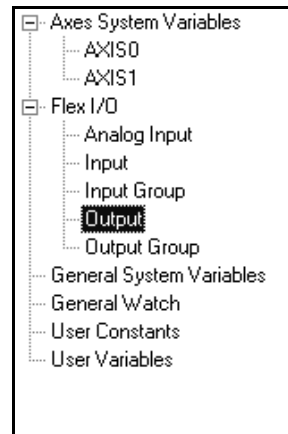 Axes System Variables
AXIS0
AXIS1
Flex I/O
Analog Input
Input
Input Group
Output
Output Group
General System Variables
General Watch
User Constants
User Variables